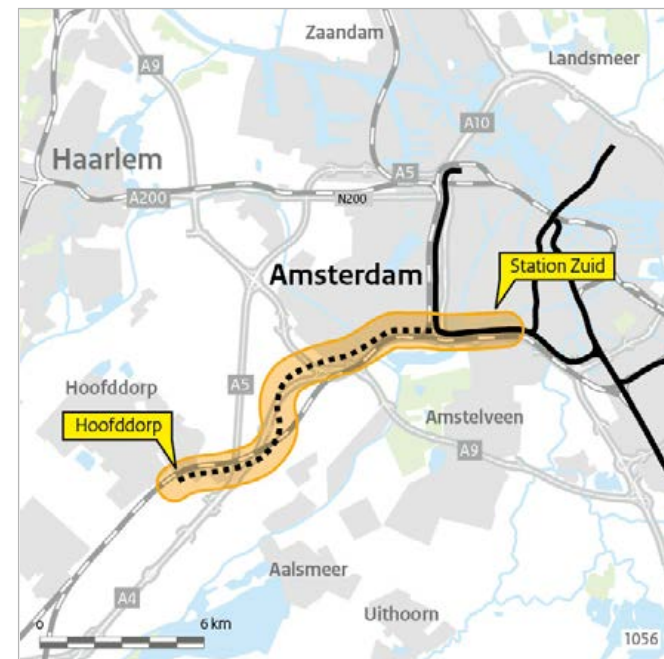 Zaandam
Landsmeer
A9
A10
Haarlem
A5
A200
N200
Station Zuid
Amsterdam
Hoofddorp
A5
Hoofddorp
Amstelveen
A9
Aalsmeer
A4
Uithoorn
0
6 km
1056